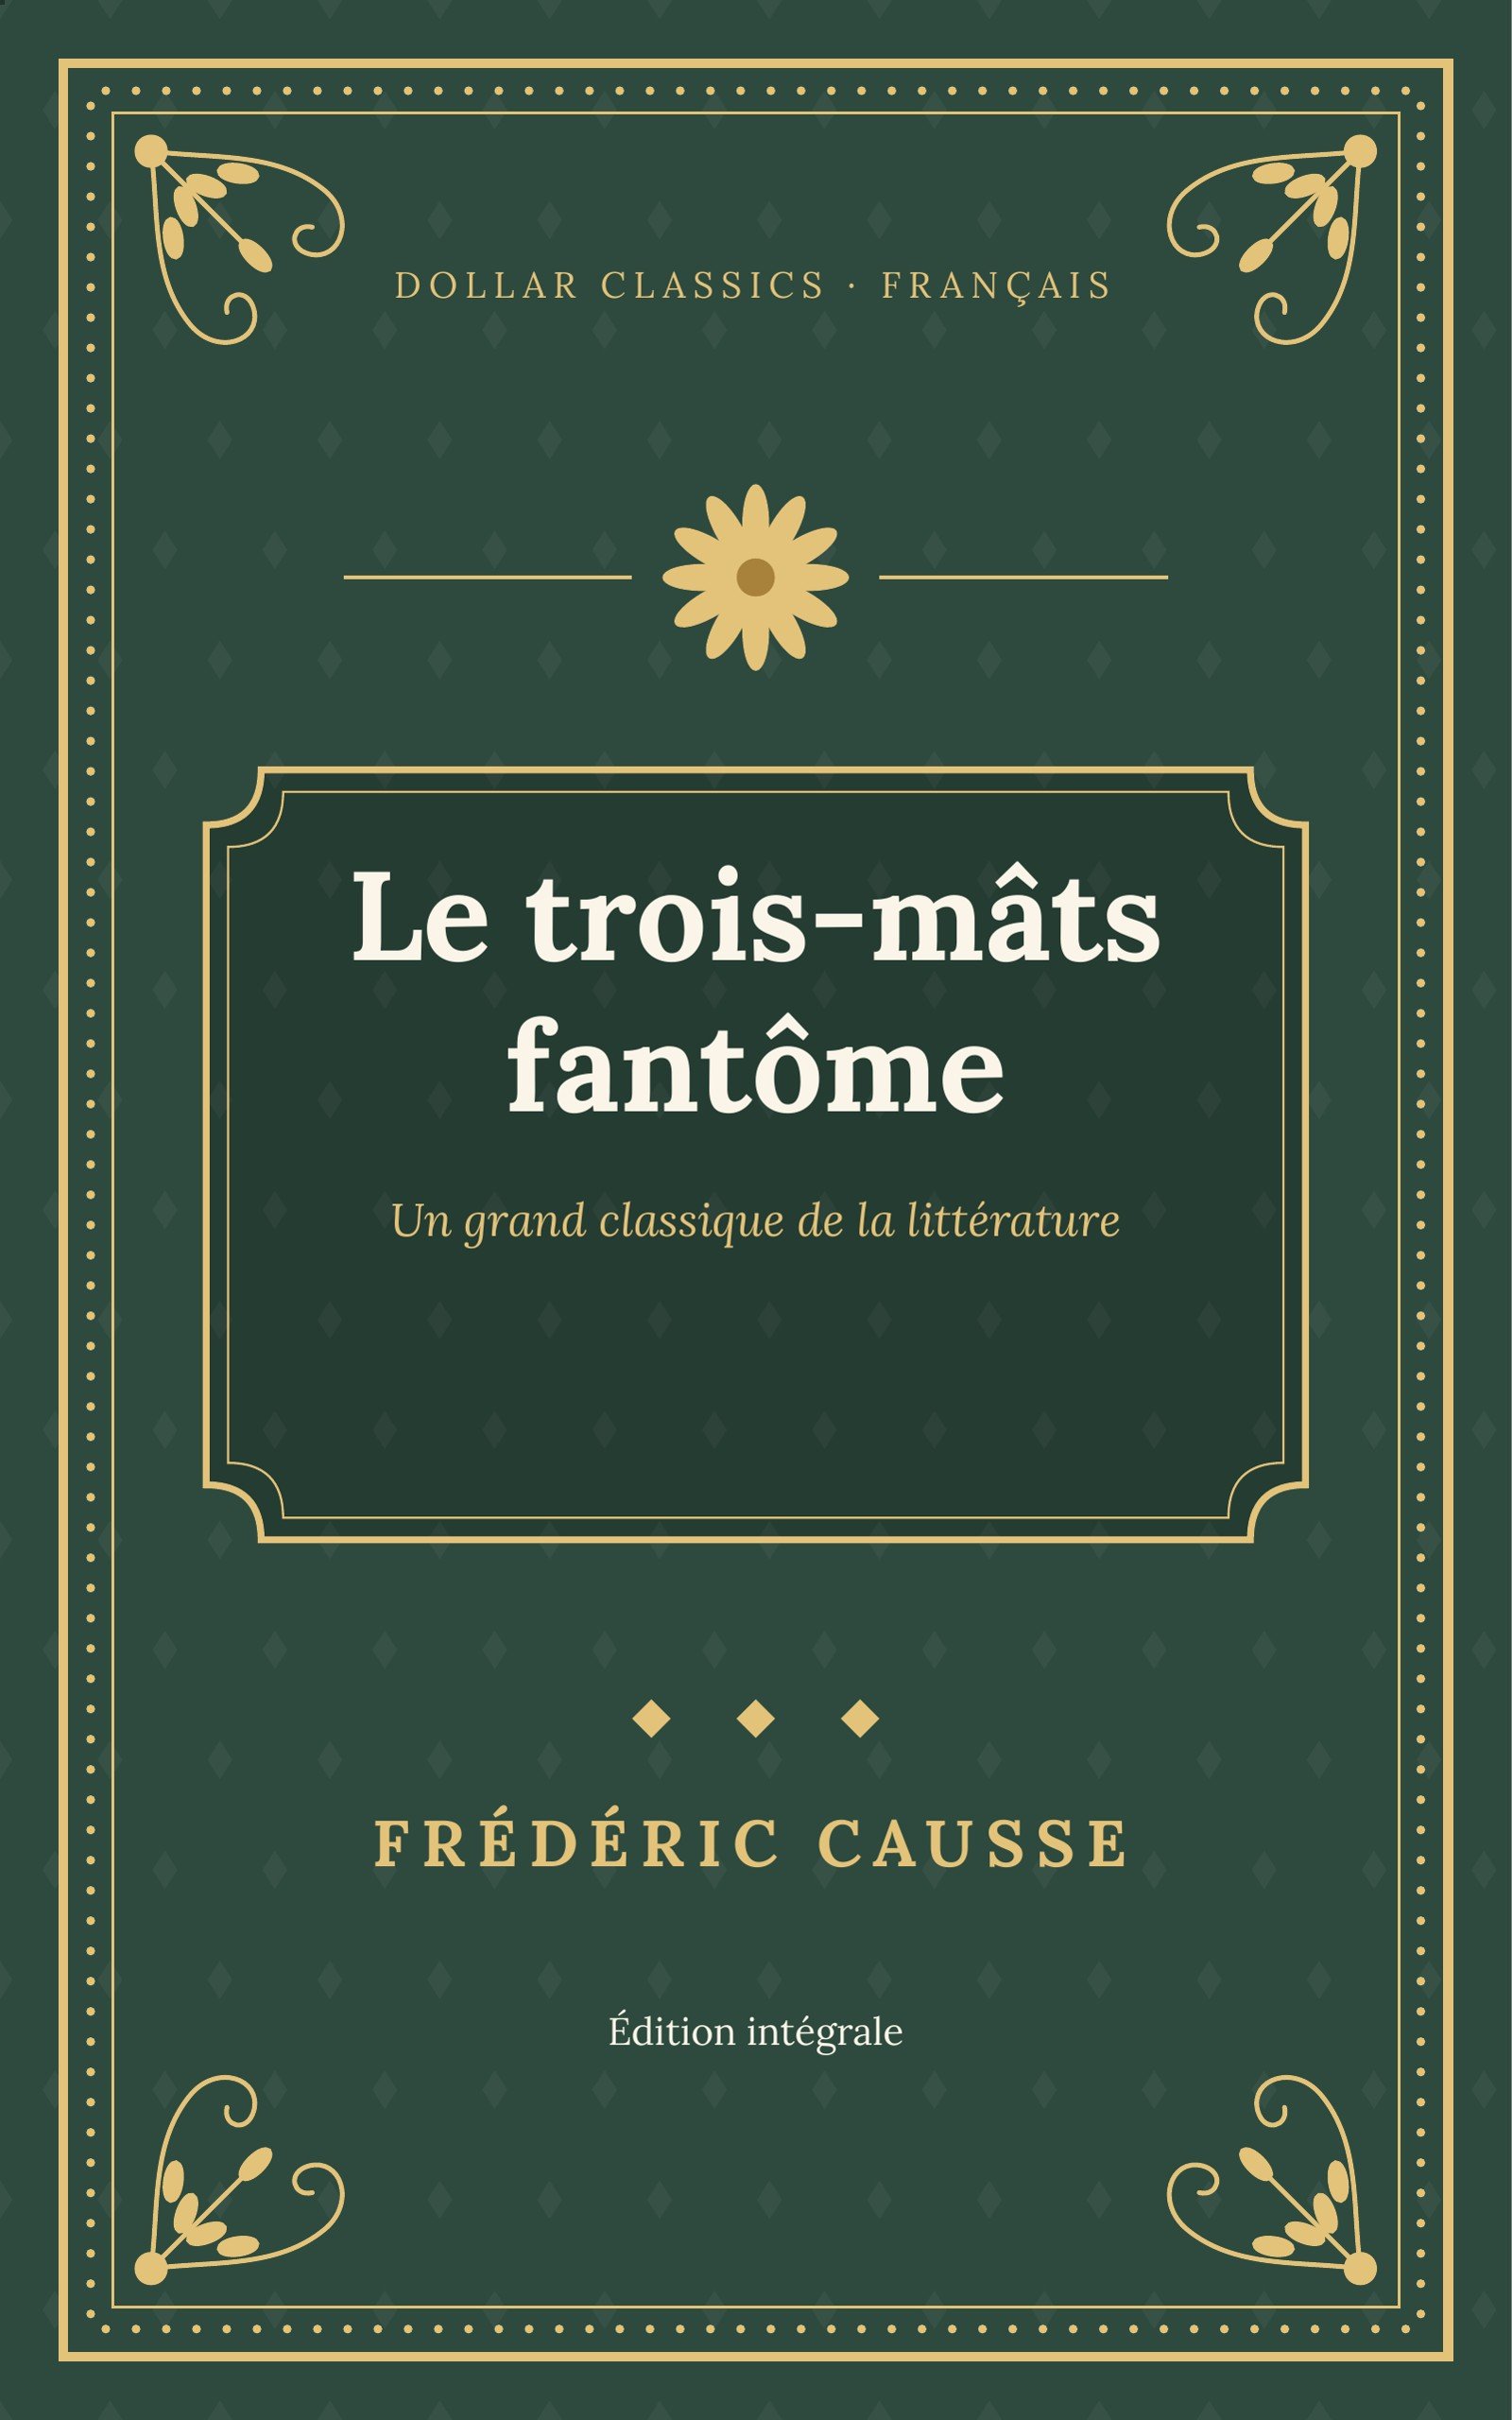 DOLLAR CLASSICS · FRANÇAIS
Le trois-mâts
fantôme
Un grand classique de la littérature
FRÉDÉRIC CAUSSE
Édition intégrale